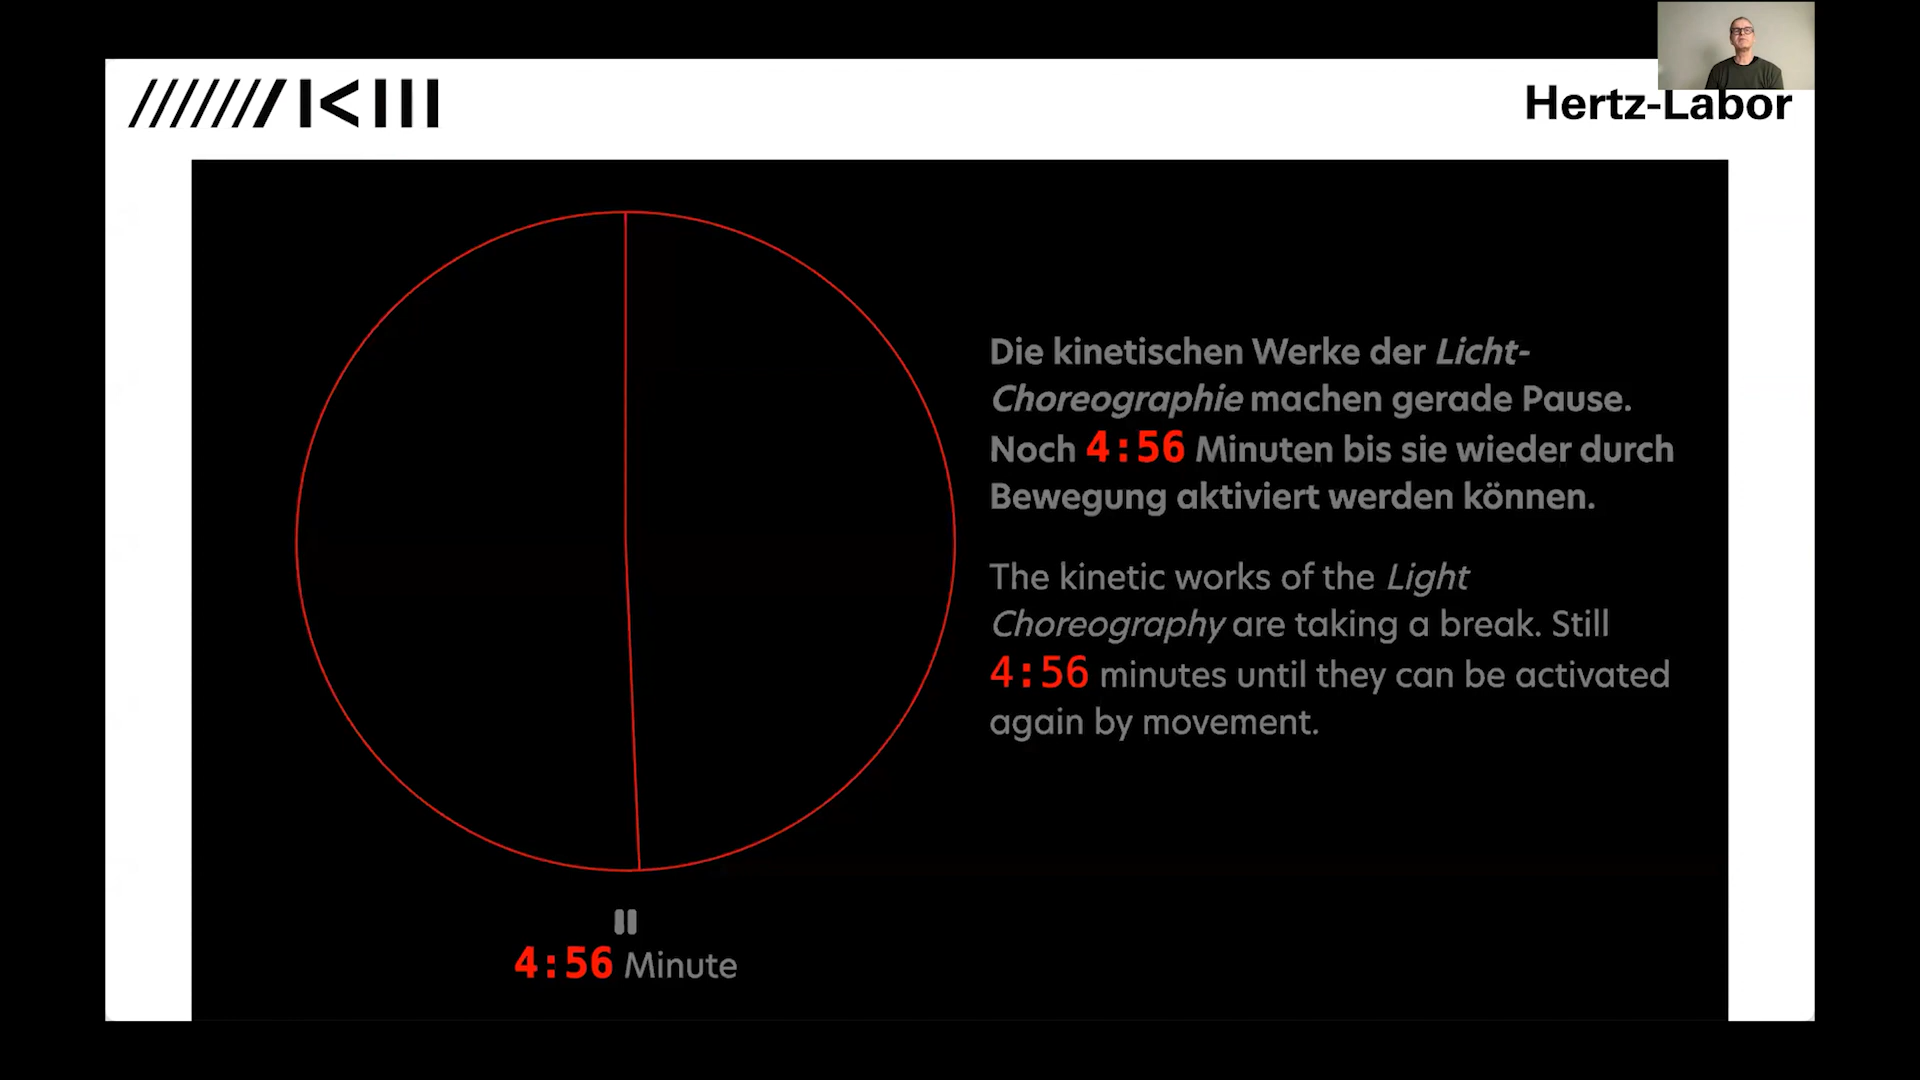 Hertz-Labor
Die kinetischen Werke der Licht-
Choreographie machen gerade Pause.
Noch 4:56 Minuten bis sie wieder durch
Bewegung aktiviert werden können.
The kinetic works of the Light
Choreography are taking a break. Still
4:56 minutes until they can be activated
again by movement.
4:56 Minute